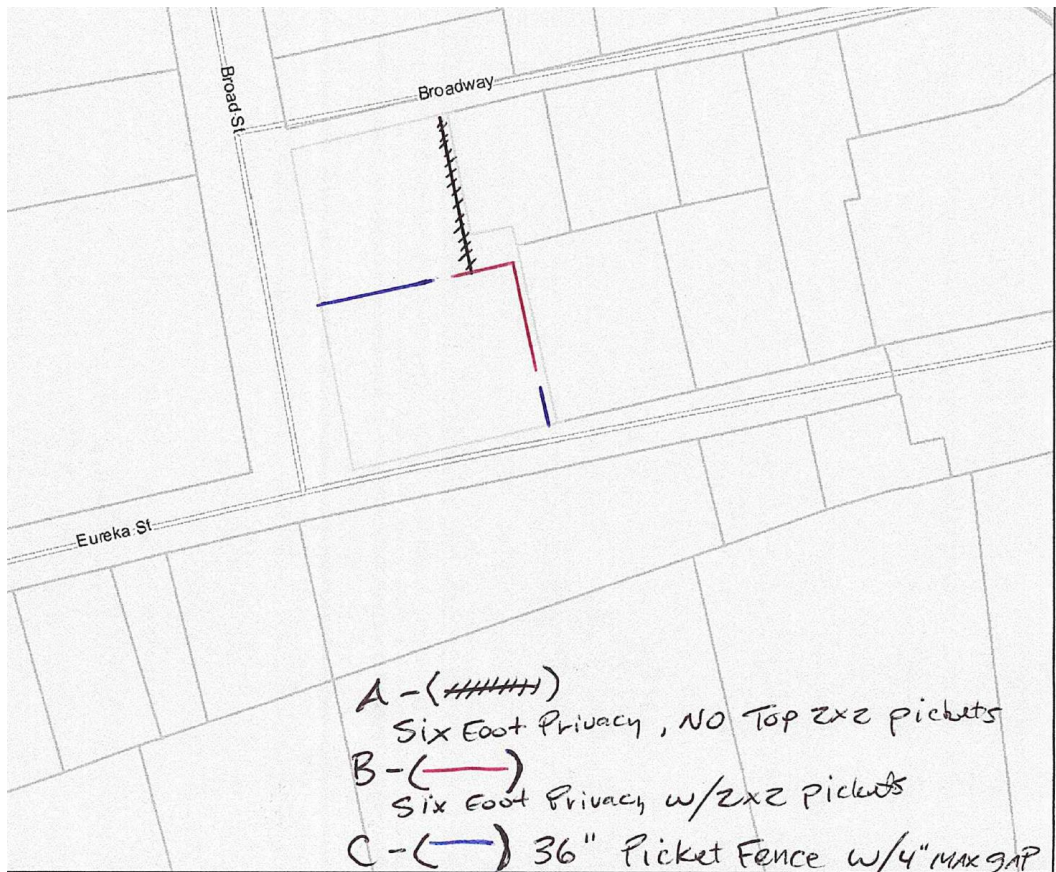 Broadway
Broad St
Eureka St
A - ( )
Six Foot Privacy, NO Top 2x2 pickets
B - ( )
Six Foot Privacy w/2x2 pickets
C - ( ) 36" Picket Fence w/4" MAX gAP